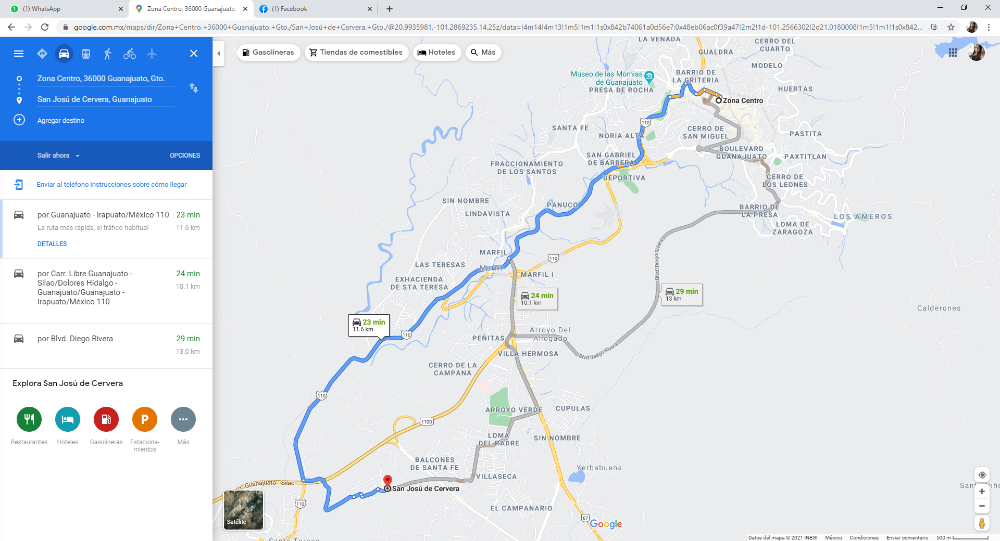 (1) WhatsApp
Zona Centro, 36000 Guanajuato,
(1) Facebook
google.com.mx/maps/dir/Zona+Centro,+36000+Guanajuato,+Gto./San+Josú+de+Cervera,+Gto./@20.9935981,-101.2869235,14.25z/data=!4m14!4m13!1m5!1m1!1s0x842b74061a0d56e7:0x48eb06ac0f39a47!2m2!1d-101.2566302!2d21.0180008!1m5!1m1!1s0x842...
Zona Centro, 36000 Guanajuato, Gto.
San Josú de Cervera, Guanajuato
Agregar destino
Salir ahora
OPCIONES
Enviar al teléfono instrucciones sobre cómo llegar
por Guanajuato - Irapuato/México 110 23 min
La ruta más rápida, el tráfico habitual 11.6 km
DETALLES
por Carr. Libre Guanajuato - 24 min
Silao/Dolores Hidalgo - 10.1 km
Guanajuato/Guanajuato -
Irapuato/México 110
por Blvd. Diego Rivera 29 min
13.0 km
Explora San Josú de Cervera
Restaurantes
Hoteles
Gasolineras
P
Estaciona-
mientos
Más
Gasolineras
Tiendas de comestibles
Hoteles
Más
LA VENADA
CERRO DEL
CUARTO
GUALDRA
MODELO
BARRIO DE
LA GRITERIA
Museo de las Momias
de Guanajuato
PRESA DE ROCHA
HUERTAS
Zona Centro
110
SANTA FE
NORIA ALTA
CERRO DE
SAN MIGUEL
PASTITA
BOULEVARD
GUANAJUATO
PAXTITLAN
SAN GABRIEL
DE BARRERA
FRACCIONAMIENTO
DE LOS SANTOS
DEPORTIVA
CERRO DE
LOS LEONES
SIN NOMBRE
LINDAVISTA
PANUCO
BARRIO DE
LA PRESA
LOS AMEROS
LOMA DE
ZARAGOZA
MARFIL
110
Blvd. Diego Rivera
LAS TERESAS
Marfil
MARFIL I
EXHACIENDA
DE STA TERESA
24 min
10.1 km
29 min
13 km
Calderones
23 min
11.6 km
110
Arroyo Del
Ahogado
PEÑITAS
VILLA HERMOSA
Blvd. Diego Rivera
CERRO DE LA
CAMPANA
110
ARROYO VERDE
CUPULAS
110D
LOMA
DEL PADRE
SIN NOMBRE
BALCONES
DE SANTA FE
Yerbabuena
VILLASECA
Guanajuato - Silao
San Josú de Cervera
110
EL CAMPANARIO
67
Google
Satélite
Santa Teresa
Datos del mapa © 2021 INEGI
México
Condiciones
Enviar comentario
500 m